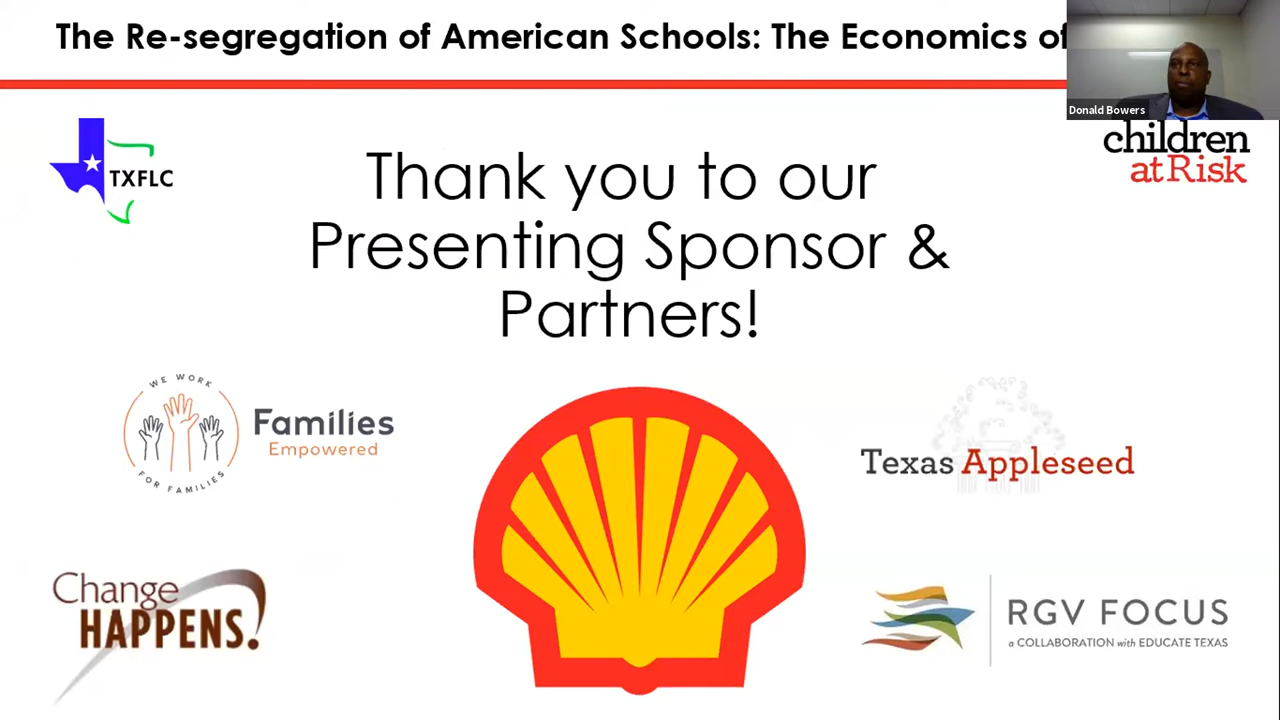 The Re-segregation of American Schools: The Economics of
Donald Bowers
TXFLC
children
at Risk
Thank you to our
Presenting Sponsor &
Partners!
WE WORK
FOR FAMILIES
Families
Empowered
Texas Appleseed
Change
HAPPENS!
RGV FOCUS
a COLLABORATION with EDUCATE TEXAS